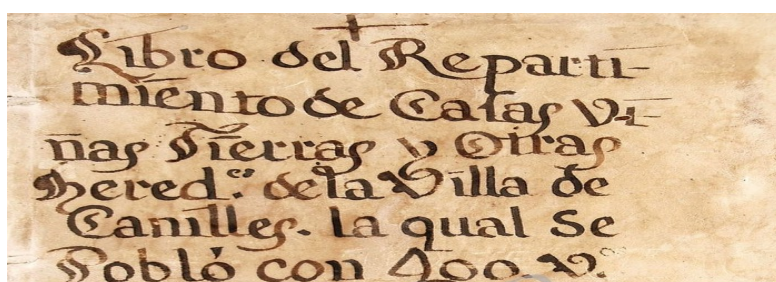 Libro del Reparti-
miento de Casas Vi-
ñas Tierras y Otras
hered.es de la Villa de
Canilles. la qual Se
Pobló con 400 v.os